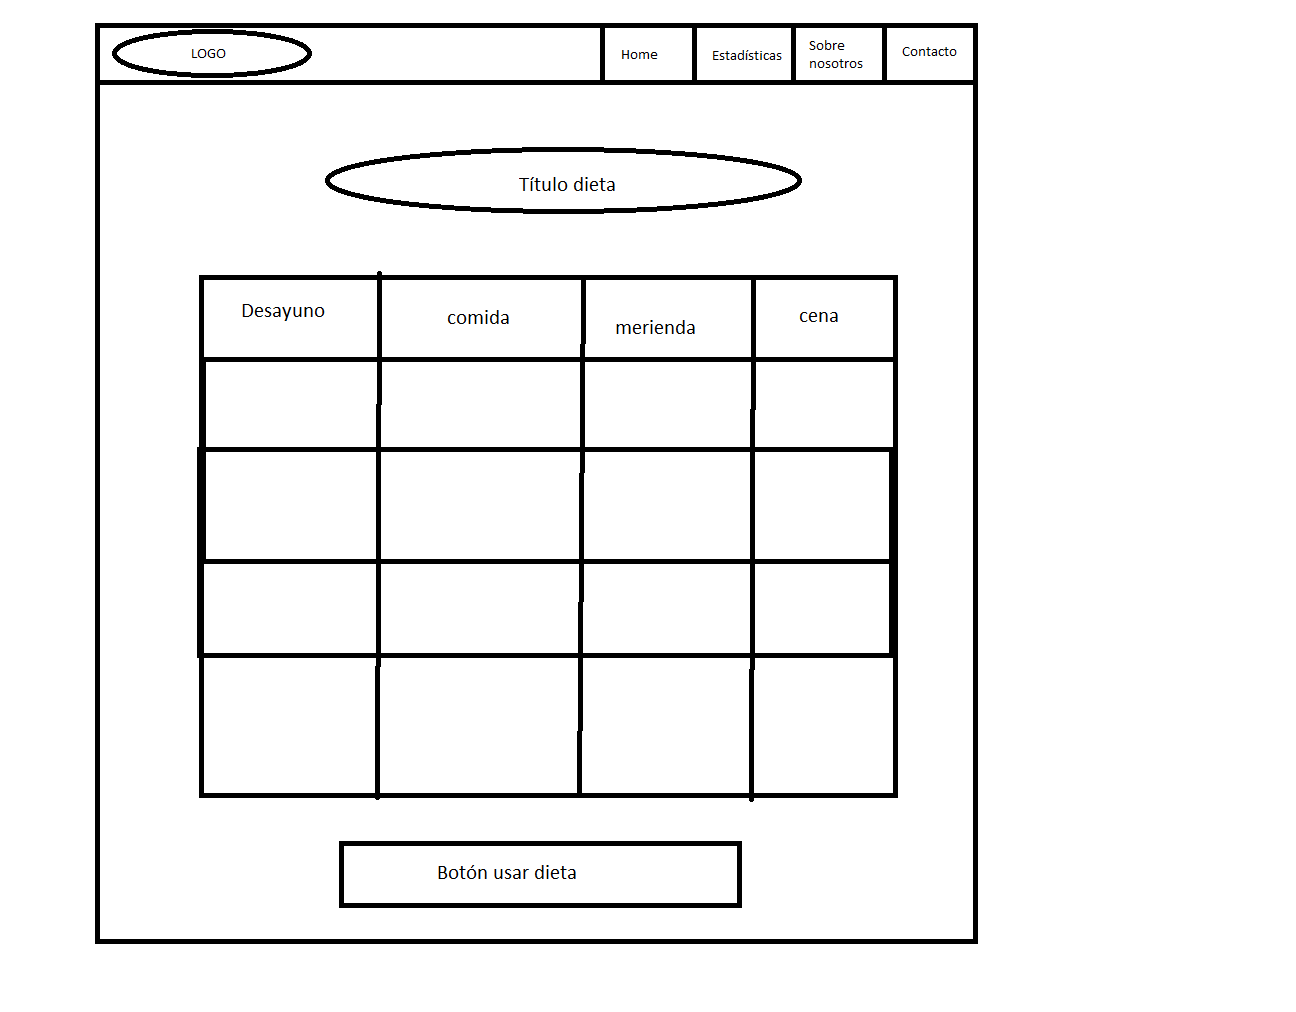 LOGO
Home
Estadísticas
Sobre
nosotros
Contacto
Título dieta
Desayuno
comida
merienda
cena
Botón usar dieta